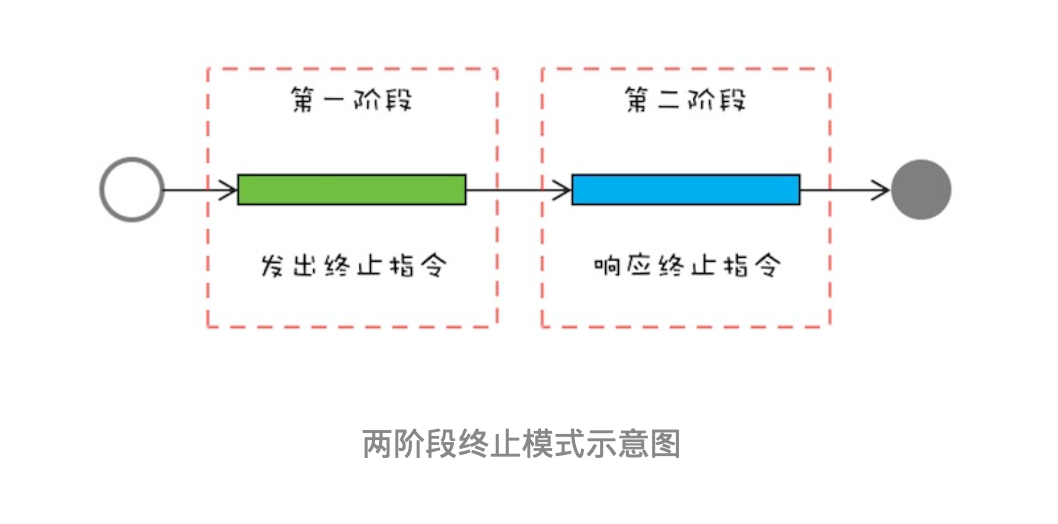 第一阶段
第二阶段
发出终止指令
响应终止指令
两阶段终止模式示意图